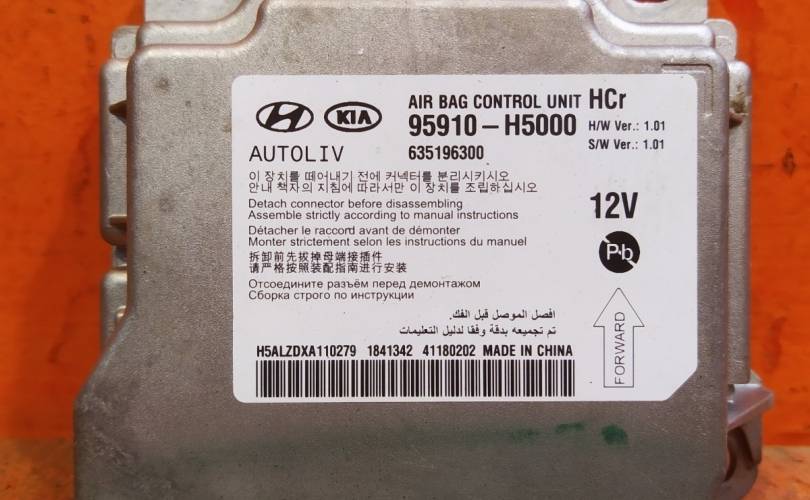 KIA
AIR BAG CONTROL UNIT HCr
95910-H5000
H/W Ver.: 1.01
S/W Ver.: 1.01
AUTOLIV 635196300
이 장치를 떼어내기 전에 커넥터를 분리시키시오
안내 책자의 지침에 따라서만 이 장치를 조립하십시오
Detach connector before disassembling
Assemble strictly according to manual instructions
Détacher le raccord avant de démonter
Monter strictement selon les instructions du manuel
拆卸前先拔掉母端接插件
请严格按照装配指南进行安装
Отсоедините разъём перед демонтажом
Сборка строго по инструкции
افصل الموصل قبل الفك.
تم تجميعه بدقة وفقا لدليل التعليمات
12V
Pb
FORWARD
H5ALZDXA110279 1841342 41180202 MADE IN CHINA